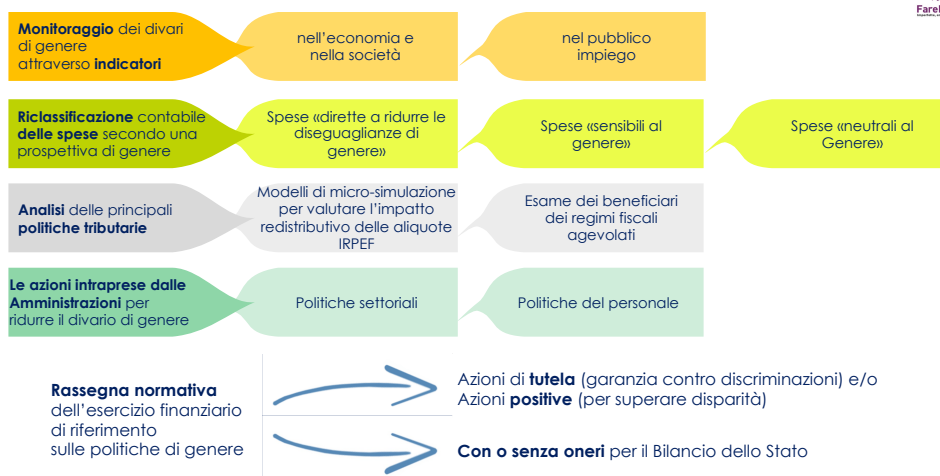 Farel
Monitoraggio dei divari
di genere
attraverso indicatori
nell'economia e
nella società
nel pubblico
impiego
Riclassificazione contabile
delle spese secondo una
prospettiva di genere
Spese «dirette a ridurre le
diseguaglianze di
genere»
Spese «sensibili al
genere»
Spese «neutrali al
Genere»
Analisi delle principali
politiche tributarie
Modelli di micro-simulazione
per valutare l'impatto
redistributivo delle aliquote
IRPEF
Esame dei beneficiari
dei regimi fiscali
agevolati
Le azioni intraprese dalle
Amministrazioni per
ridurre il divario di genere
Politiche settoriali
Politiche del personale
Rassegna normativa
dell'esercizio finanziario
di riferimento
sulle politiche di genere
Azioni di tutela (garanzia contro discriminazioni) e/o
Azioni positive (per superare disparità)
Con o senza oneri per il Bilancio dello Stato